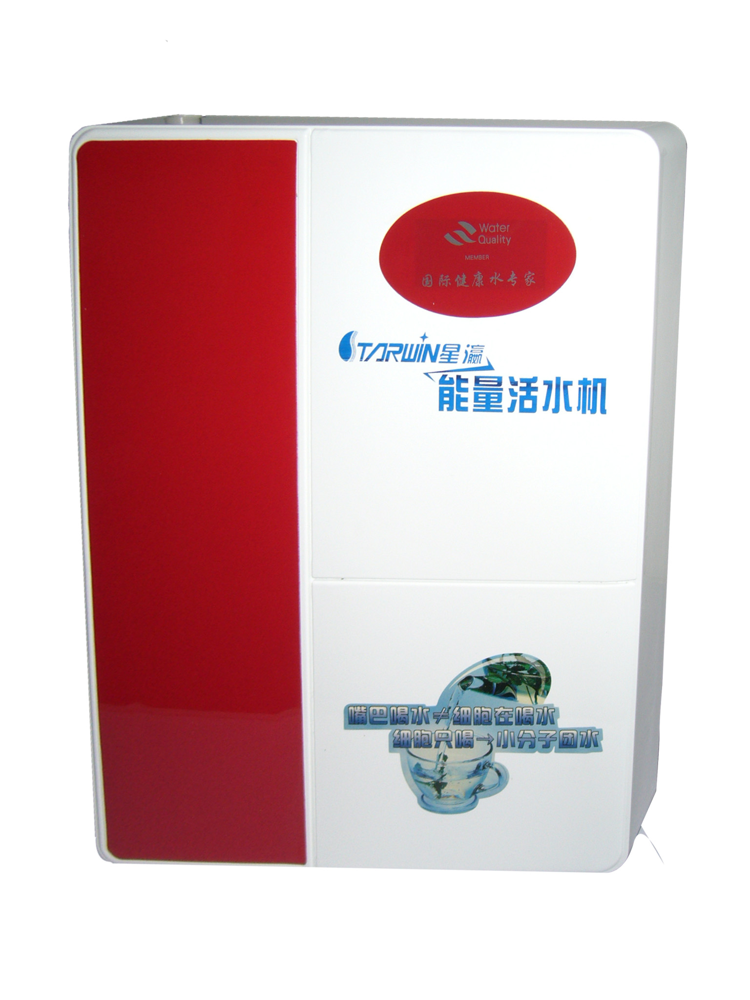 Water
Quality
MEMBER
国际健康水专家
STARWIN星瀛
能量活水机
嘴巴喝水≠细胞在喝水
细胞只喝→小分子团水